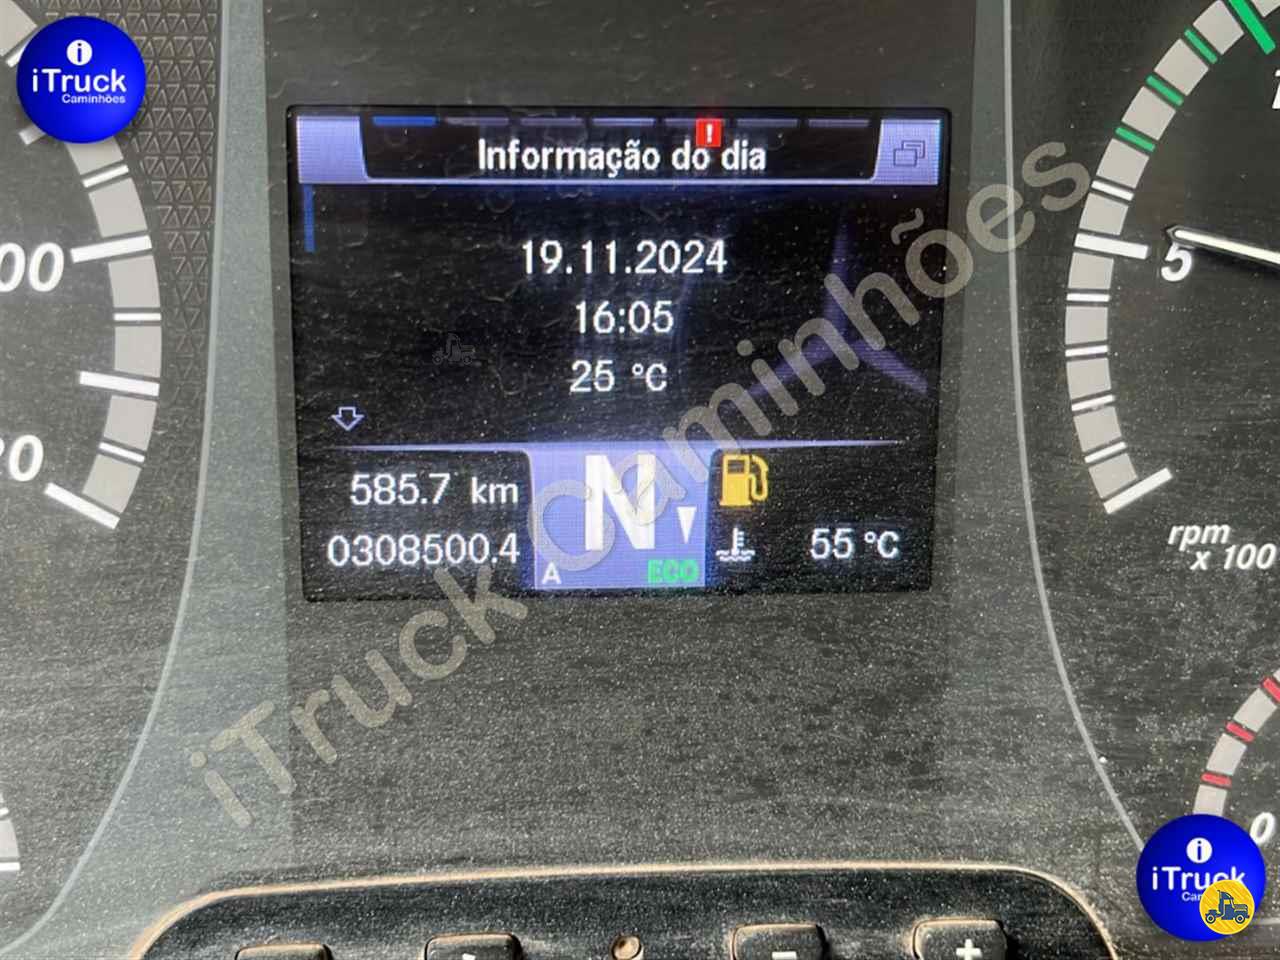 i
iTruck
Caminhões
!
Informação do dia
19.11.2024
16:05
25 °C
585.7 km
0308500.4
N
A
ECO
55 °C
00
20
5
rpm
x 100
0
iTruck Caminhões
i
iTruck
- +